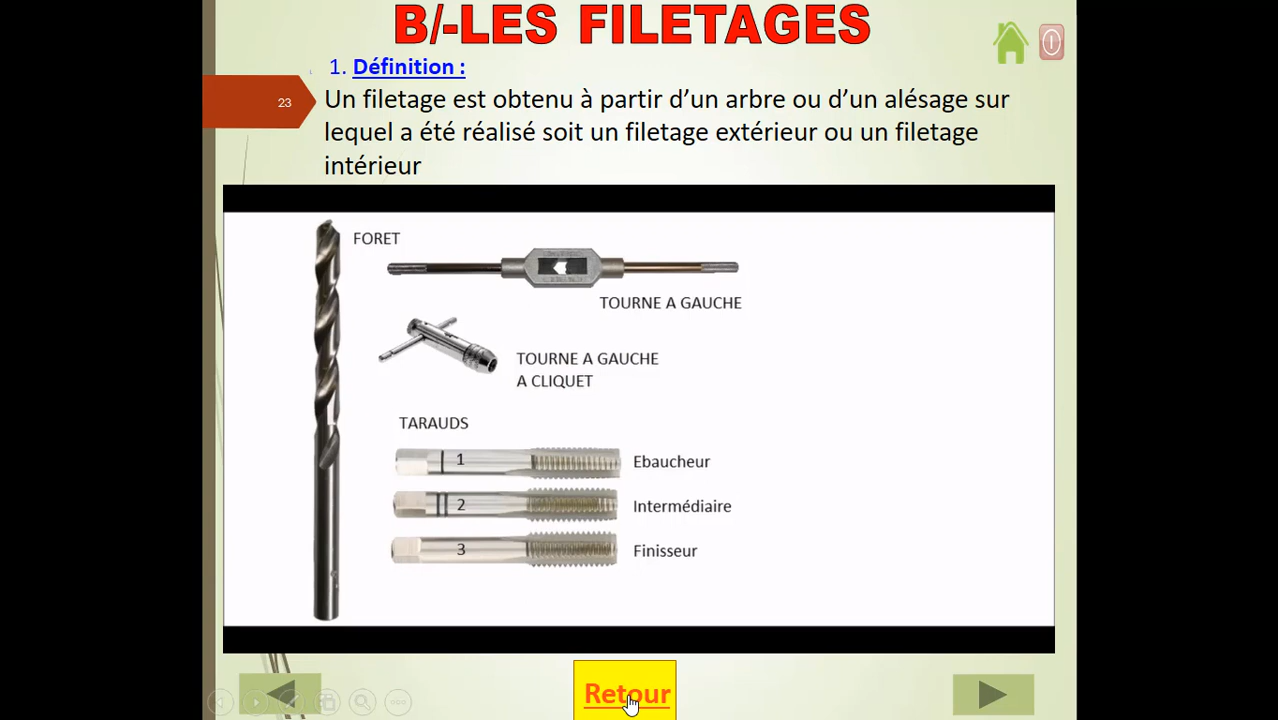 B/-LES FILETAGES
1. Définition :
23
Un filetage est obtenu à partir d’un arbre ou d’un alésage sur
lequel a été réalisé soit un filetage extérieur ou un filetage
intérieur
FORET
TOURNE A GAUCHE
TOURNE A GAUCHE
A CLIQUET
TARAUDS
1 Ebaucheur
2 Intermédiaire
3 Finisseur
Retour